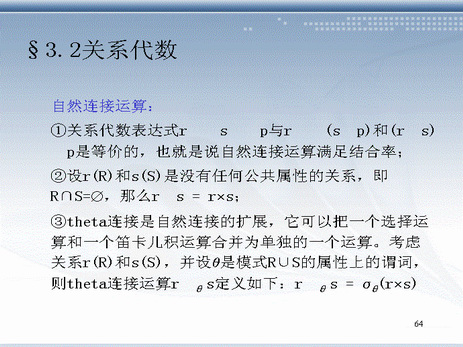 §3.2关系代数
自然连接运算：
①关系代数表达式r s p与r (s p)和(r s)
p是等价的，也就是说自然连接运算满足结合率；
②设r(R)和s(S)是没有任何公共属性的关系，即
R∩S=∅，那么r s = r×s；
③theta连接是自然连接的扩展，它可以把一个选择运
算和一个笛卡儿积运算合并为单独的一个运算。考虑
关系r(R)和s(S)，并设θ是模式R∪S的属性上的谓词，
则theta连接运算r θ s定义如下：r θ s = σθ(r×s)
64